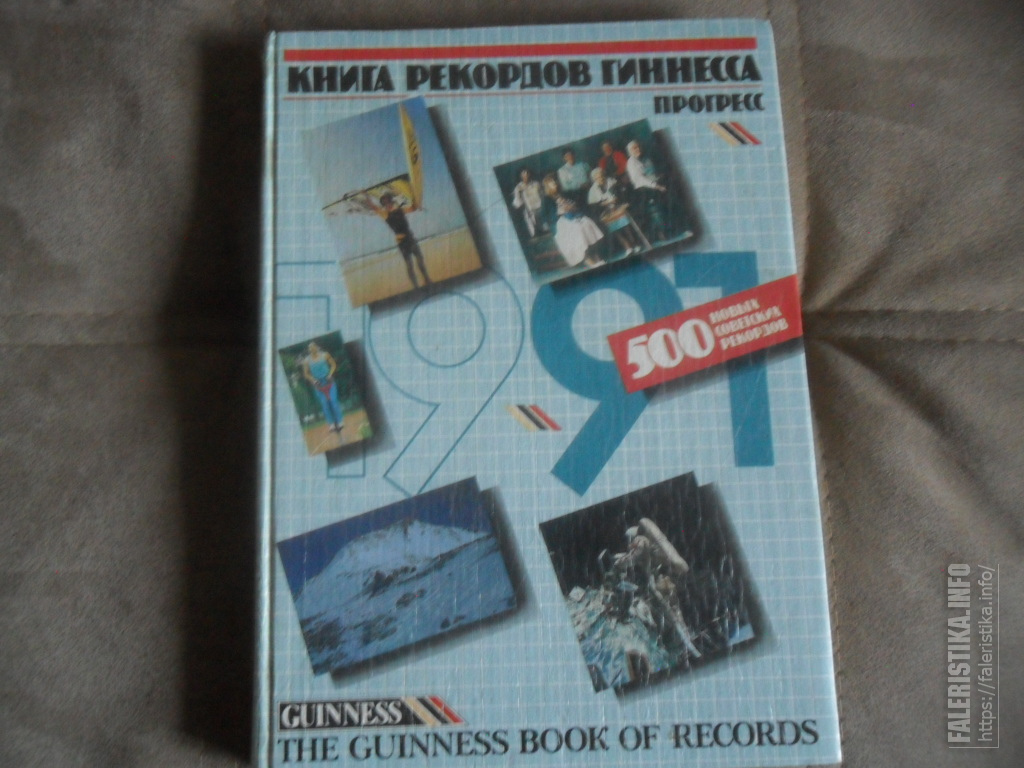 КНИГА РЕКОРДОВ ГИННЕССА
ПРОГРЕСС
1991
500 НОВЫХ
СОВЕТСКИХ
РЕКОРДОВ
GUINNESS
THE GUINNESS BOOK OF RECORDS
FALERISTIKA.INFO
https://faleristika.info/